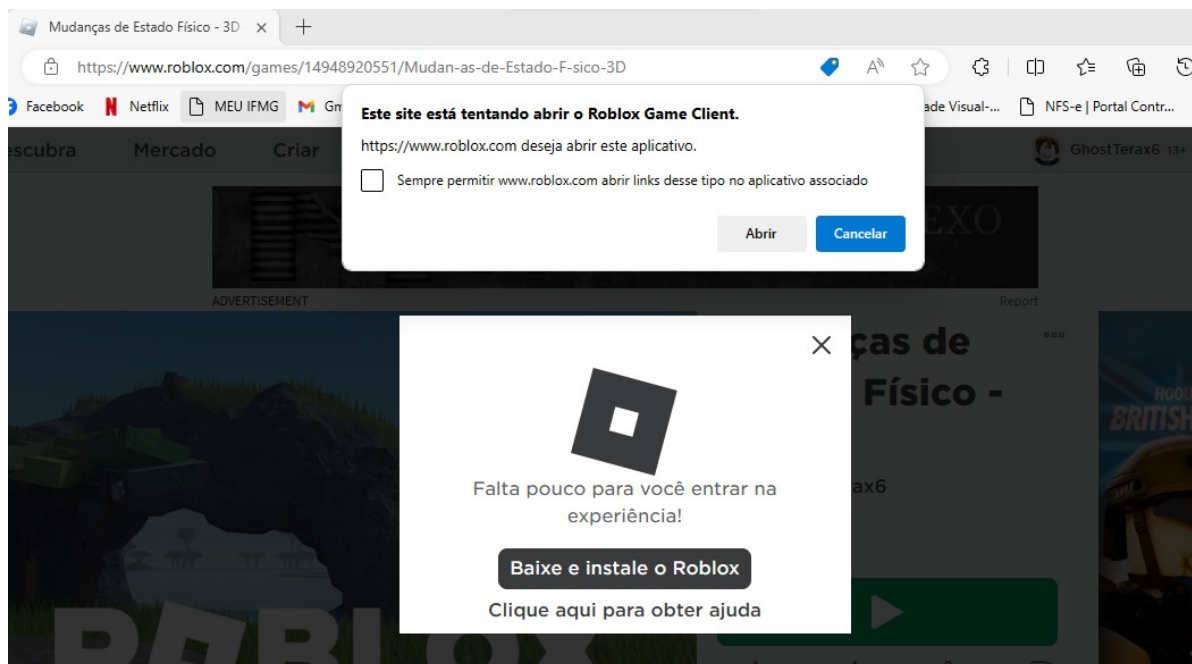 Mudanças de Estado Físico - 3D
https://www.roblox.com/games/14948920551/Mudan-as-de-Estado-F-sico-3D
Facebook Netflix MEU IFMG Gm ade Visual-... NFS-e | Portal Contr...
Este site está tentando abrir o Roblox Game Client.
https://www.roblox.com deseja abrir este aplicativo.
Sempre permitir www.roblox.com abrir links desse tipo no aplicativo associado
Abrir Cancelar
escubra Mercado Criar GhostTerax6 13+
EXO
ADVERTISEMENT Report
ças de
Físico -
ax6
Falta pouco para você entrar na
experiência!
Baixe e instale o Roblox
Clique aqui para obter ajuda
HOOU
BRITISH
ROBLOX